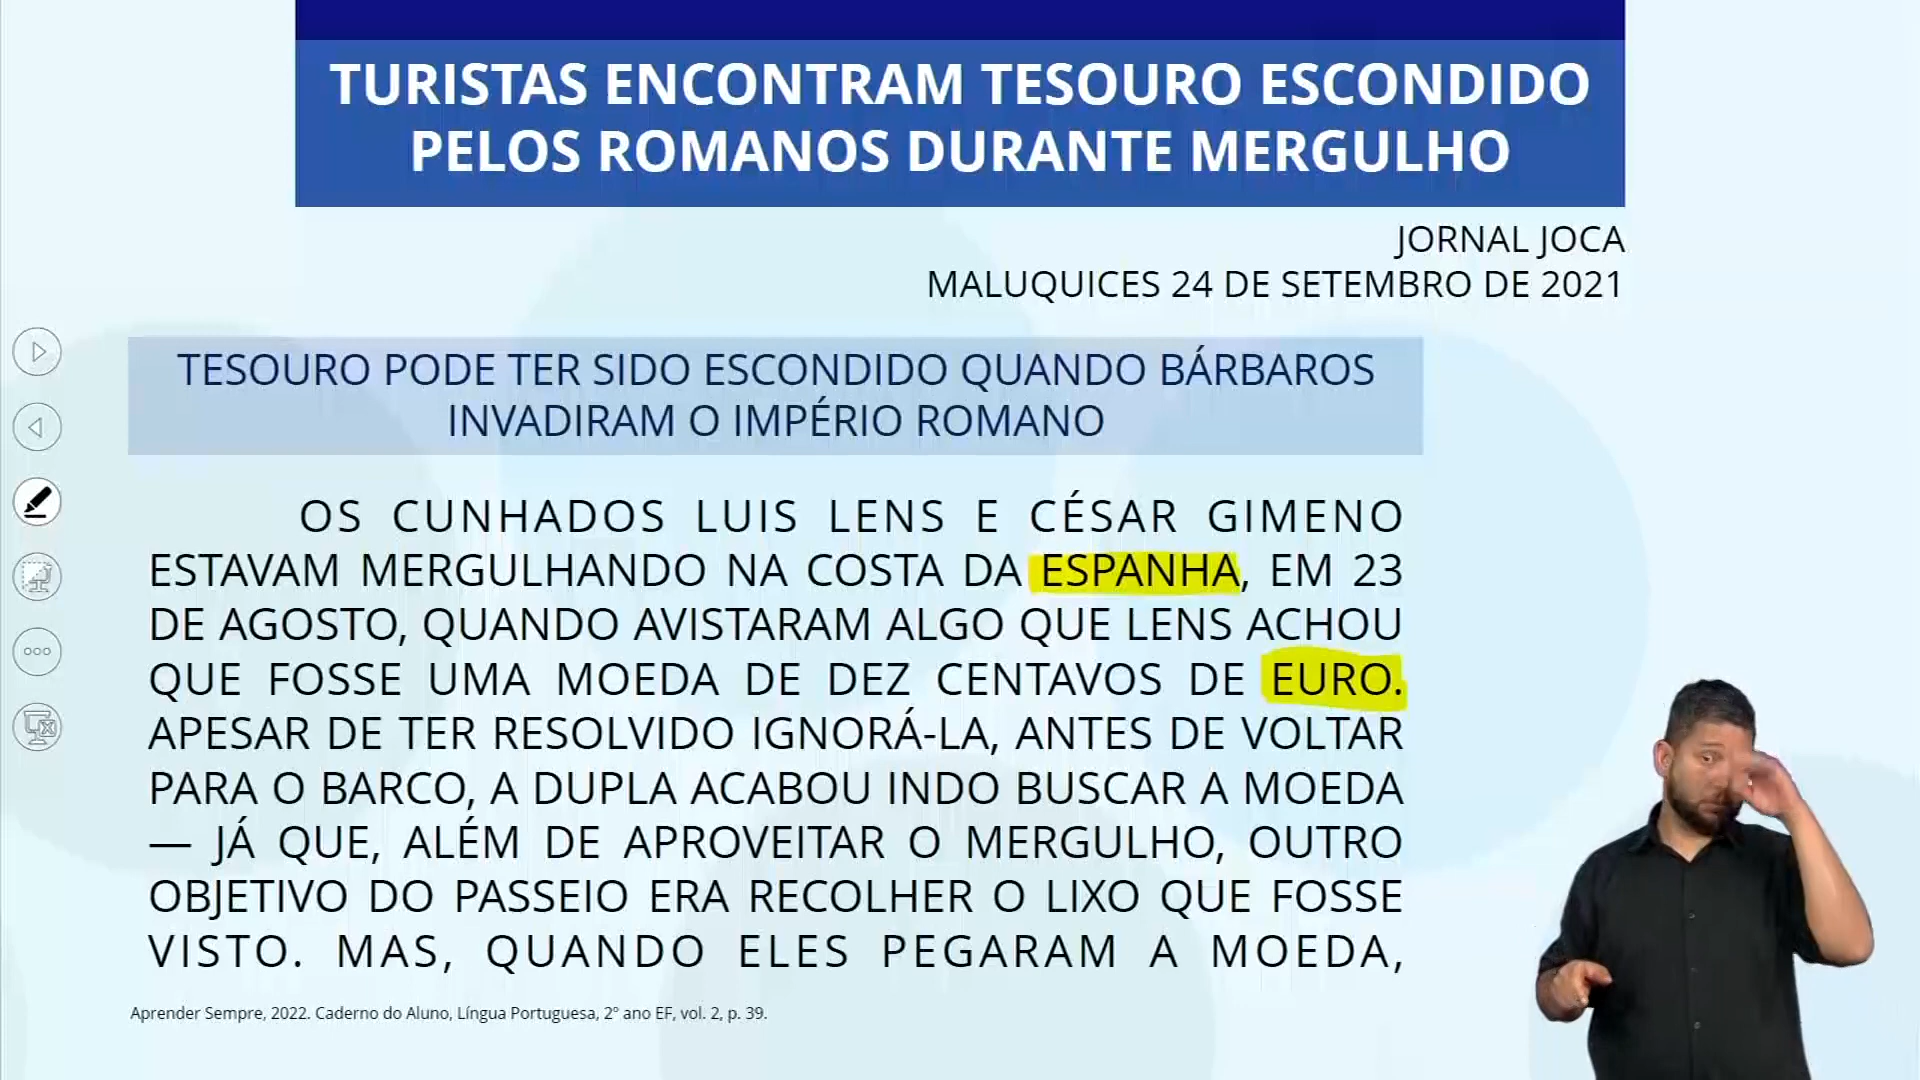 TURISTAS ENCONTRAM TESOURO ESCONDIDO
PELOS ROMANOS DURANTE MERGULHO
JORNAL JOCA
MALUQUICES 24 DE SETEMBRO DE 2021
TESOURO PODE TER SIDO ESCONDIDO QUANDO BÁRBAROS
INVADIRAM O IMPÉRIO ROMANO
OS CUNHADOS LUIS LENS E CÉSAR GIMENO
ESTAVAM MERGULHANDO NA COSTA DA ESPANHA, EM 23
DE AGOSTO, QUANDO AVISTARAM ALGO QUE LENS ACHOU
QUE FOSSE UMA MOEDA DE DEZ CENTAVOS DE EURO.
APESAR DE TER RESOLVIDO IGNORÁ-LA, ANTES DE VOLTAR
PARA O BARCO, A DUPLA ACABOU INDO BUSCAR A MOEDA
— JÁ QUE, ALÉM DE APROVEITAR O MERGULHO, OUTRO
OBJETIVO DO PASSEIO ERA RECOLHER O LIXO QUE FOSSE
VISTO. MAS, QUANDO ELES PEGARAM A MOEDA,
Aprender Sempre, 2022. Caderno do Aluno, Língua Portuguesa, 2º ano EF, vol. 2, p. 39.